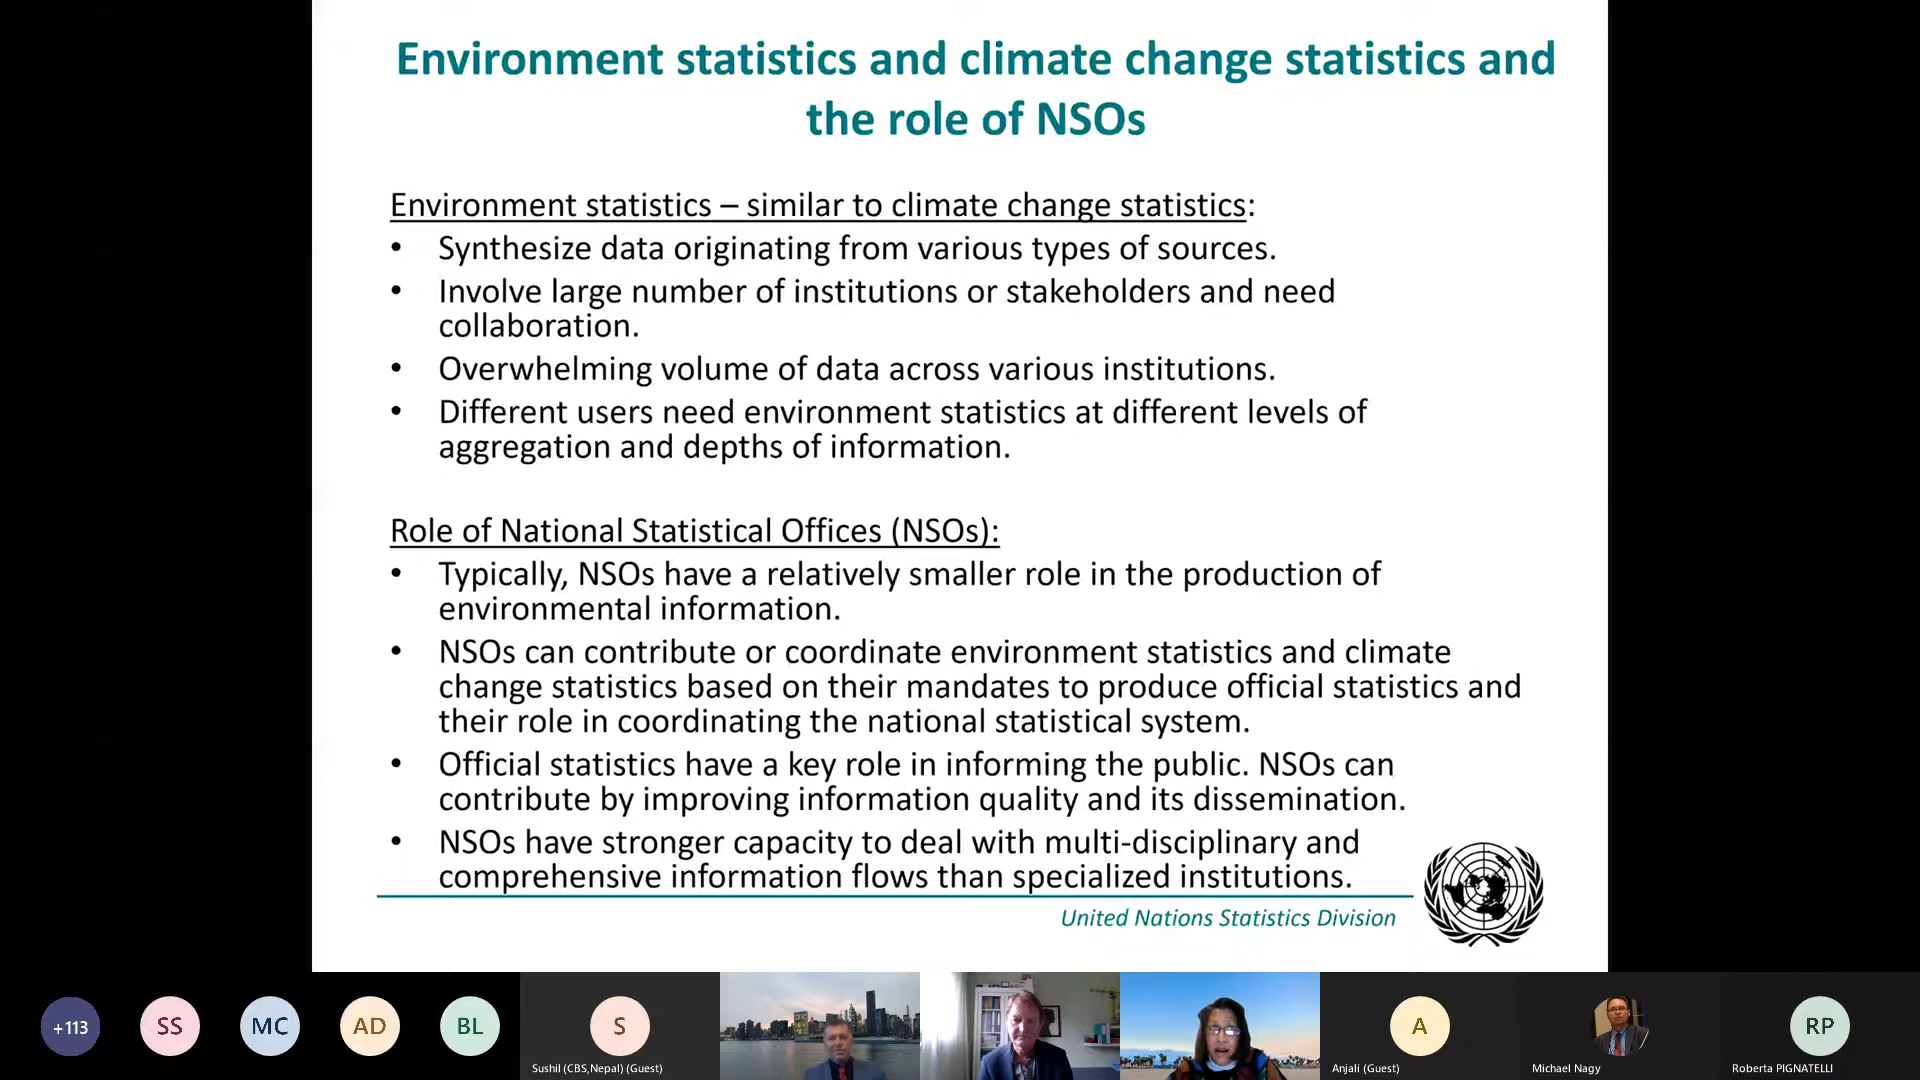 Environment statistics and climate change statistics and
the role of NSOs
Environment statistics – similar to climate change statistics:
• Synthesize data originating from various types of sources.
• Involve large number of institutions or stakeholders and need
collaboration.
• Overwhelming volume of data across various institutions.
• Different users need environment statistics at different levels of
aggregation and depths of information.
Role of National Statistical Offices (NSOs):
• Typically, NSOs have a relatively smaller role in the production of
environmental information.
• NSOs can contribute or coordinate environment statistics and climate
change statistics based on their mandates to produce official statistics and
their role in coordinating the national statistical system.
• Official statistics have a key role in informing the public. NSOs can
contribute by improving information quality and its dissemination.
• NSOs have stronger capacity to deal with multi-disciplinary and
comprehensive information flows than specialized institutions.
United Nations Statistics Division
+113
SS
MC
AD
BL
S
A
RP
Sushil (CBS,Nepal) (Guest)
Anjali (Guest)
Michael Nagy
Roberta PIGNATELLI